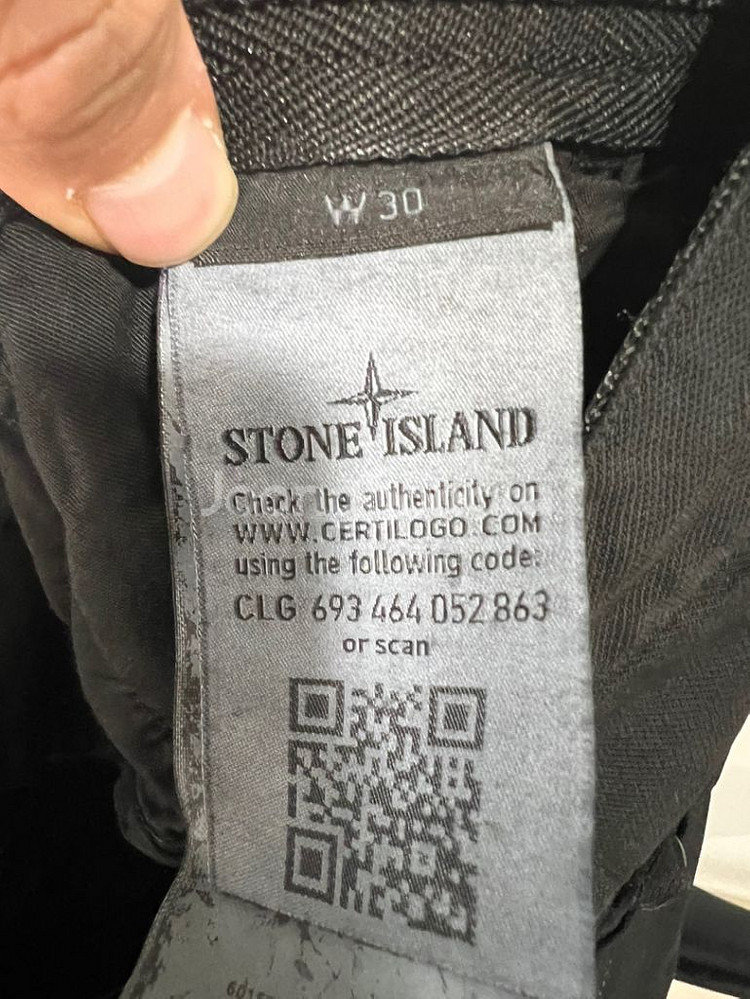 W 30
STONE ISLAND
Check the authenticity on
WWW.CERTILOGO.COM
using the following code:
CLG 693 464 052 863
or scan